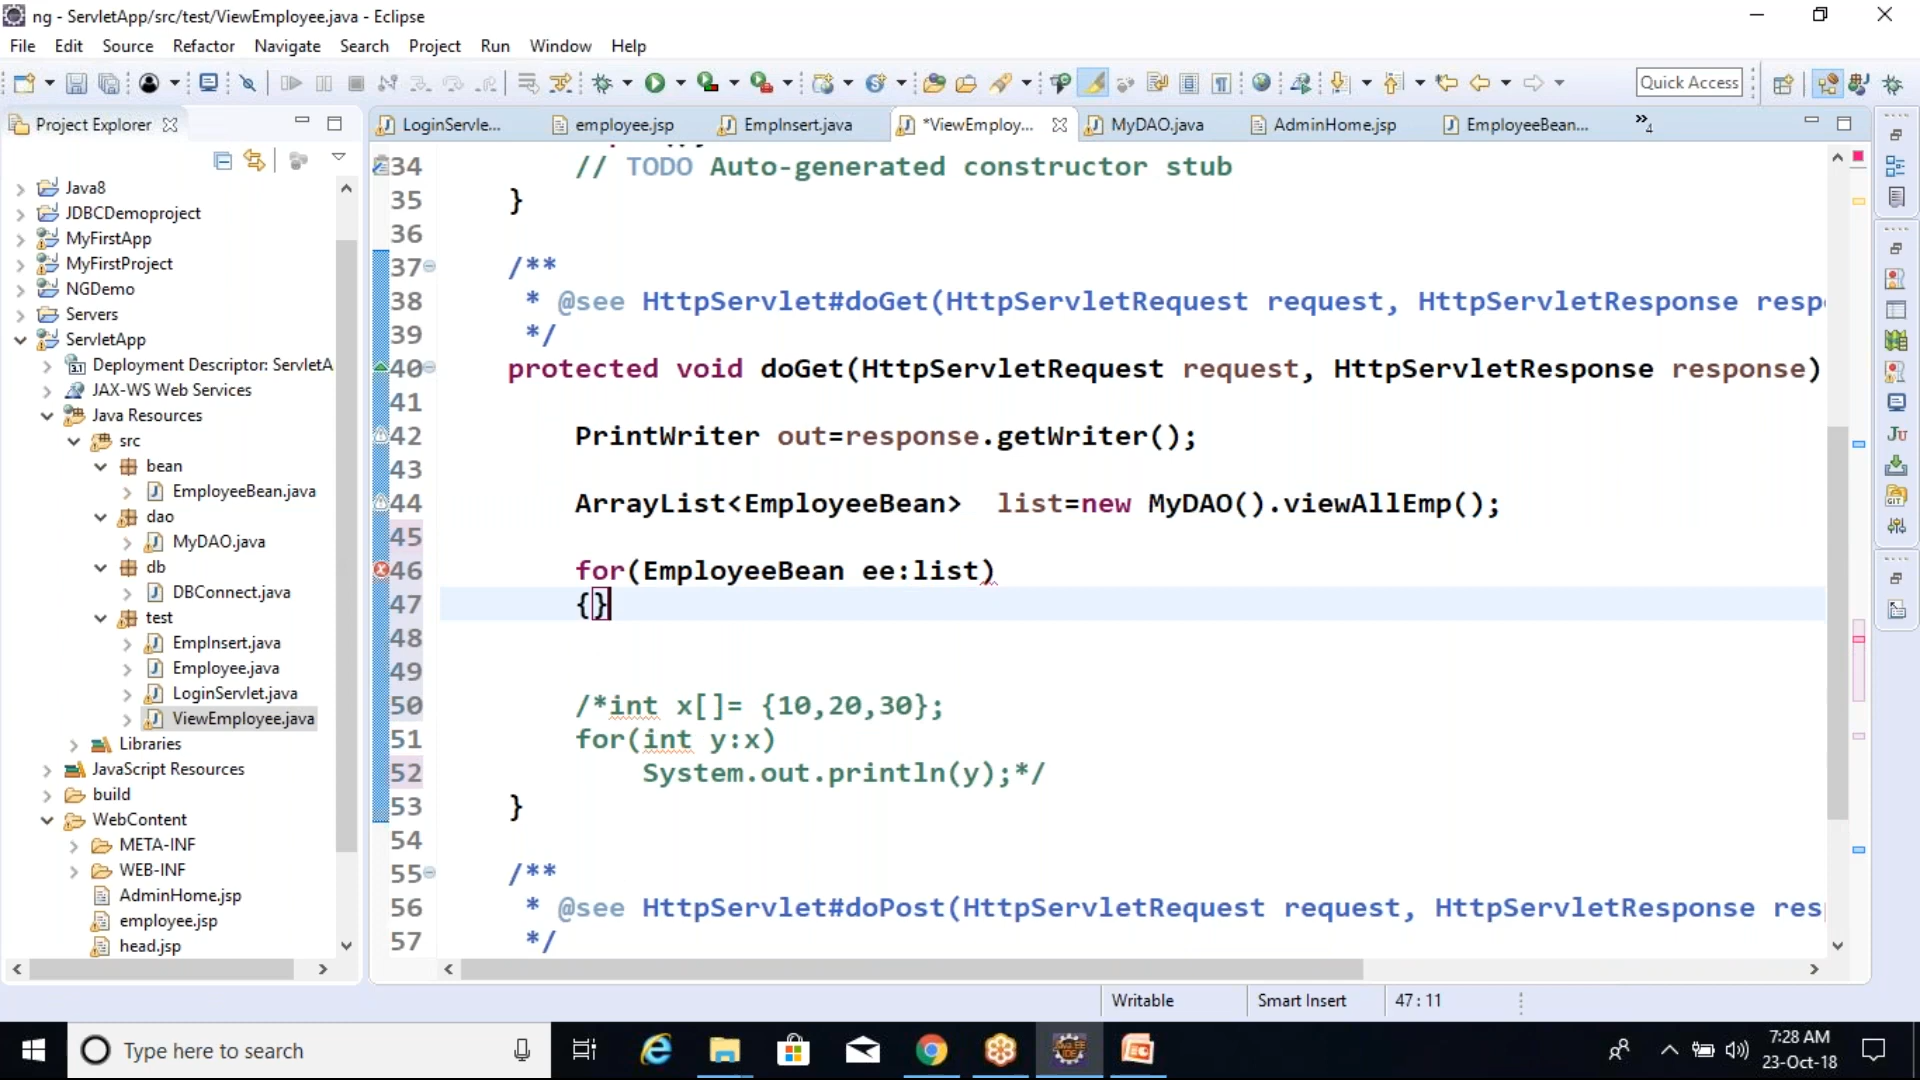 ng - ServletApp/src/test/ViewEmployee.java - Eclipse
File Edit Source Refactor Navigate Search Project Run Window Help
Quick Access
Project Explorer
LoginServle... employee.jsp EmpInsert.java *ViewEmploy... MyDAO.java AdminHome.jsp EmployeeBean... »4
Java8
JDBCDemoproject
MyFirstApp
MyFirstProject
NGDemo
Servers
ServletApp
Deployment Descriptor: ServletA
JAX-WS Web Services
Java Resources
src
bean
EmployeeBean.java
dao
MyDAO.java
db
DBConnect.java
test
EmpInsert.java
Employee.java
LoginServlet.java
ViewEmployee.java
Libraries
JavaScript Resources
build
WebContent
META-INF
WEB-INF
AdminHome.jsp
employee.jsp
head.jsp
34 // TODO Auto-generated constructor stub
35 }
36
37 /**
38 * @see HttpServlet#doGet(HttpServletRequest request, HttpServletResponse resp
39 */
40 protected void doGet(HttpServletRequest request, HttpServletResponse response)
41
42 PrintWriter out=response.getWriter();
43
44 ArrayList<EmployeeBean>  list=new MyDAO().viewAllEmp();
45
46 for(EmployeeBean ee:list)
47 {}
48
49
50 /*int x[]= {10,20,30};
51 for(int y:x)
52 System.out.println(y);*/
53 }
54
55 /**
56 * @see HttpServlet#doPost(HttpServletRequest request, HttpServletResponse res
57 */
Writable Smart Insert 47 : 11
Type here to search
7:28 AM
23-Oct-18